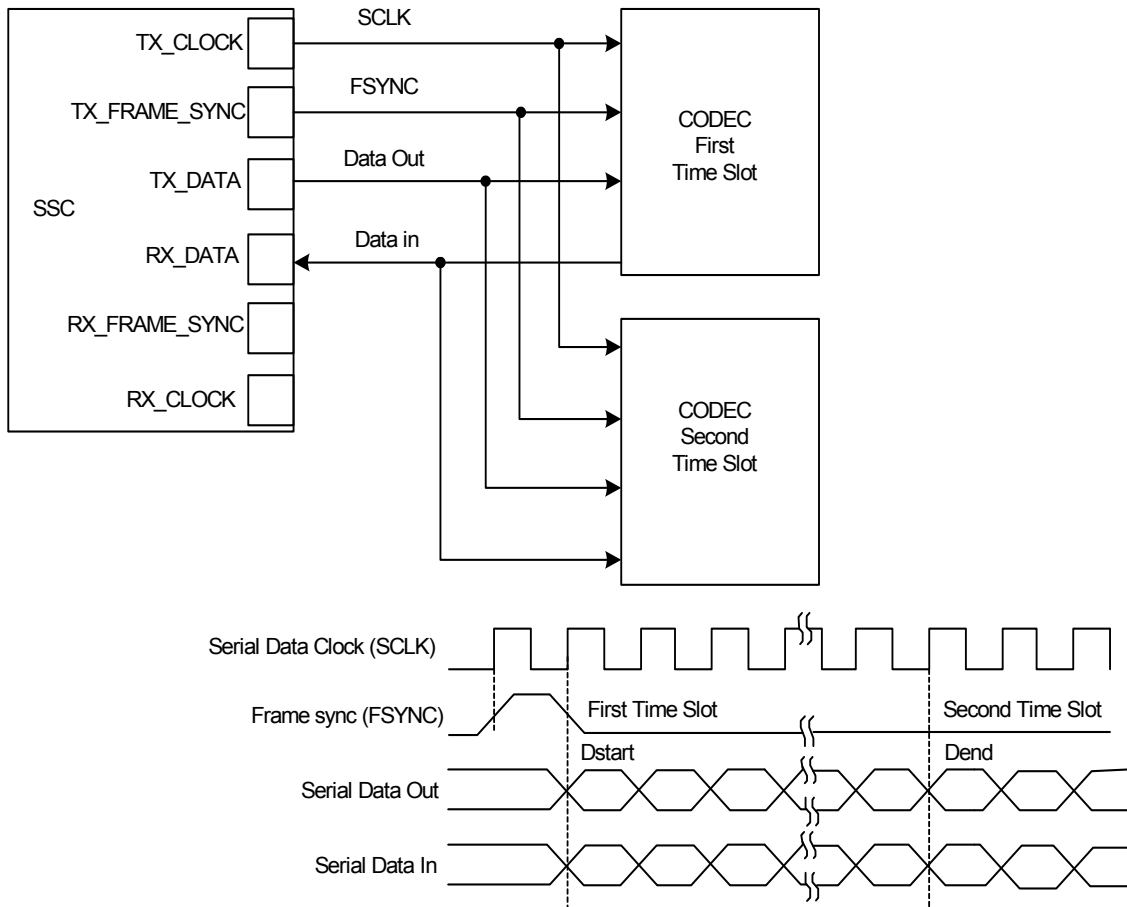 SCLK
TX_CLOCK
FSYNC
TX_FRAME_SYNC
CODEC
First
Time Slot
Data Out
TX_DATA
SSC
Data in
RX_DATA
RX_FRAME_SYNC
RX_CLOCK
CODEC
Second
Time Slot
Serial Data Clock (SCLK)
Frame sync (FSYNC)
First Time Slot
Second Time Slot
Dstart
Dend
Serial Data Out
Serial Data In